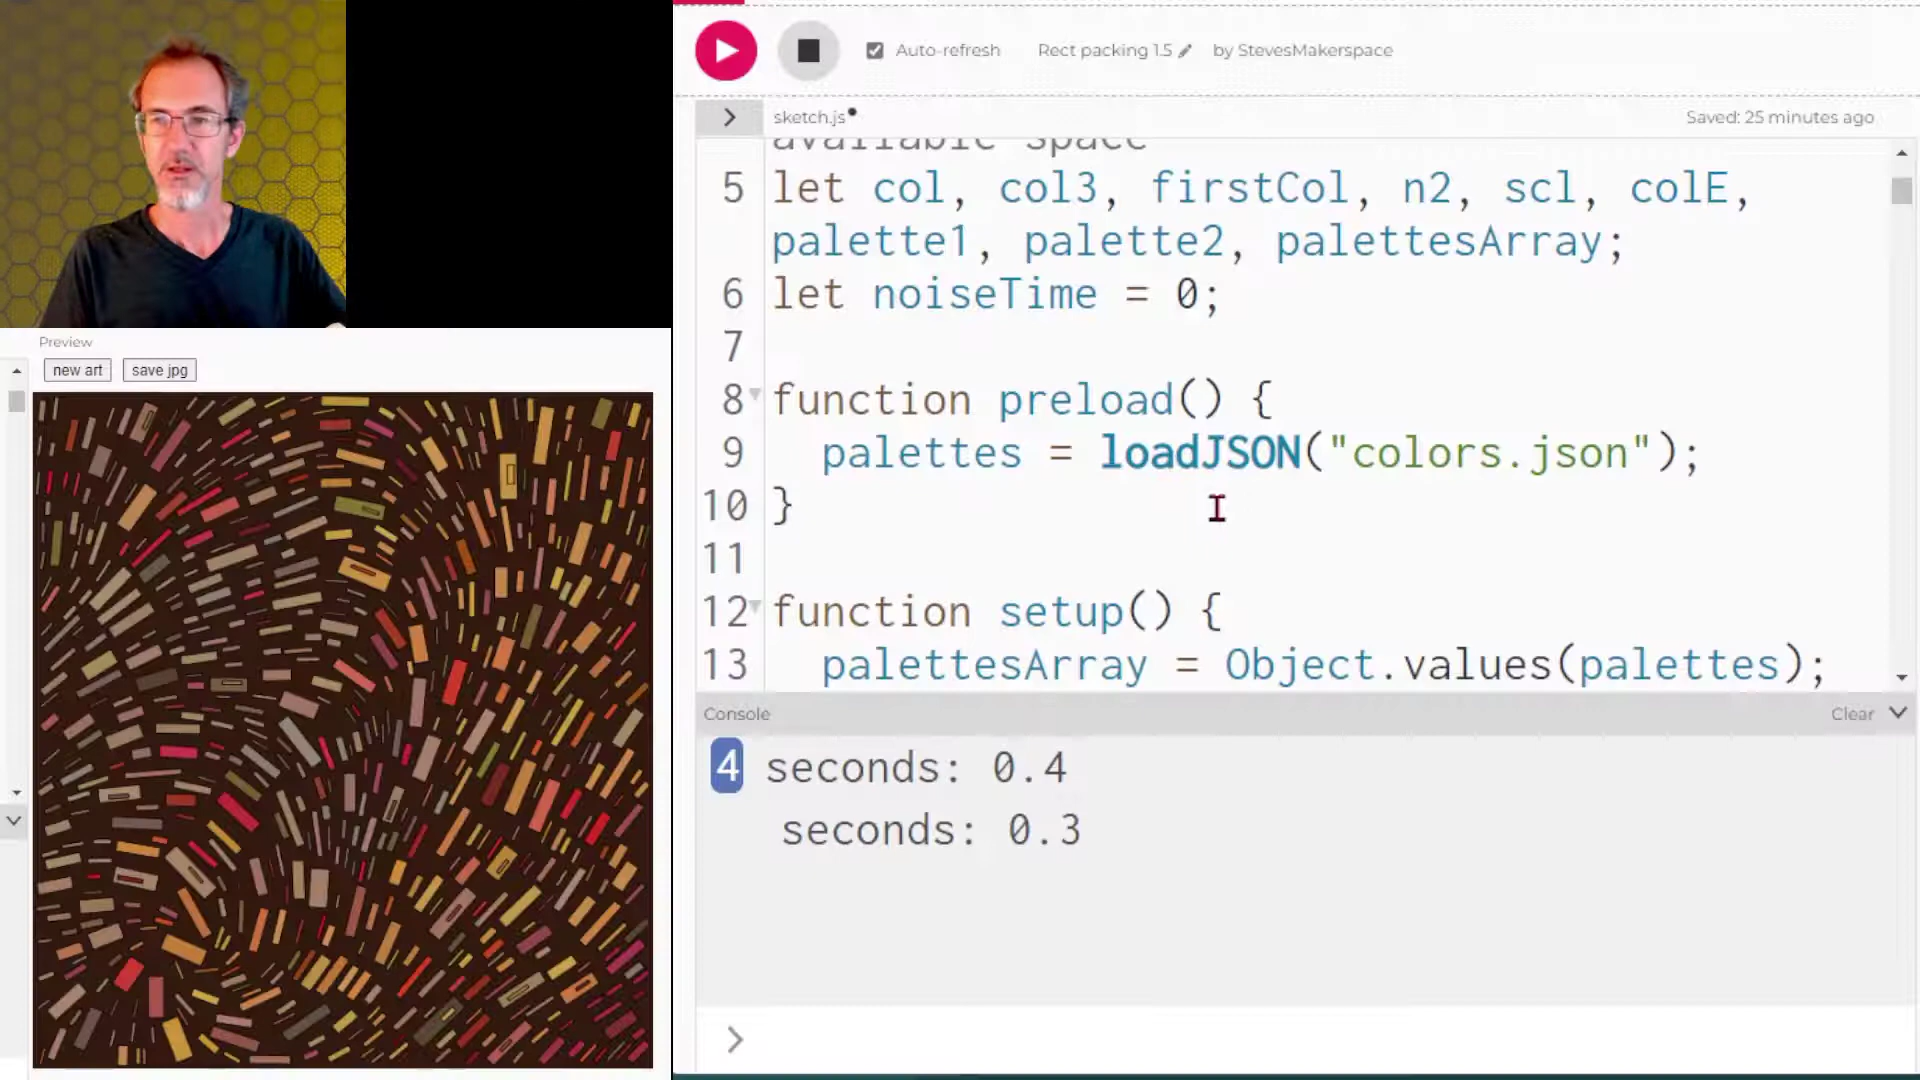 Auto-refresh
Rect packing 1.5
by StevesMakerspace
sketch.js
Saved: 25 minutes ago
available space
5 let col, col3, firstCol, n2, scl, colE,
palette1, palette2, palettesArray;
6 let noiseTime = 0;
7
8 function preload() {
9 palettes = loadJSON("colors.json");
10 }
11
12 function setup() {
13 palettesArray = Object.values(palettes);
Console
Clear
4 seconds: 0.4
seconds: 0.3
>
Preview
new art
save jpg